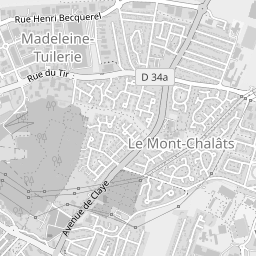 Rue Henri Becquerel
Madeleine-
Tuilerie
Rue du Tir
D 34a
Le Mont-Chalâts
Avenue de Claye